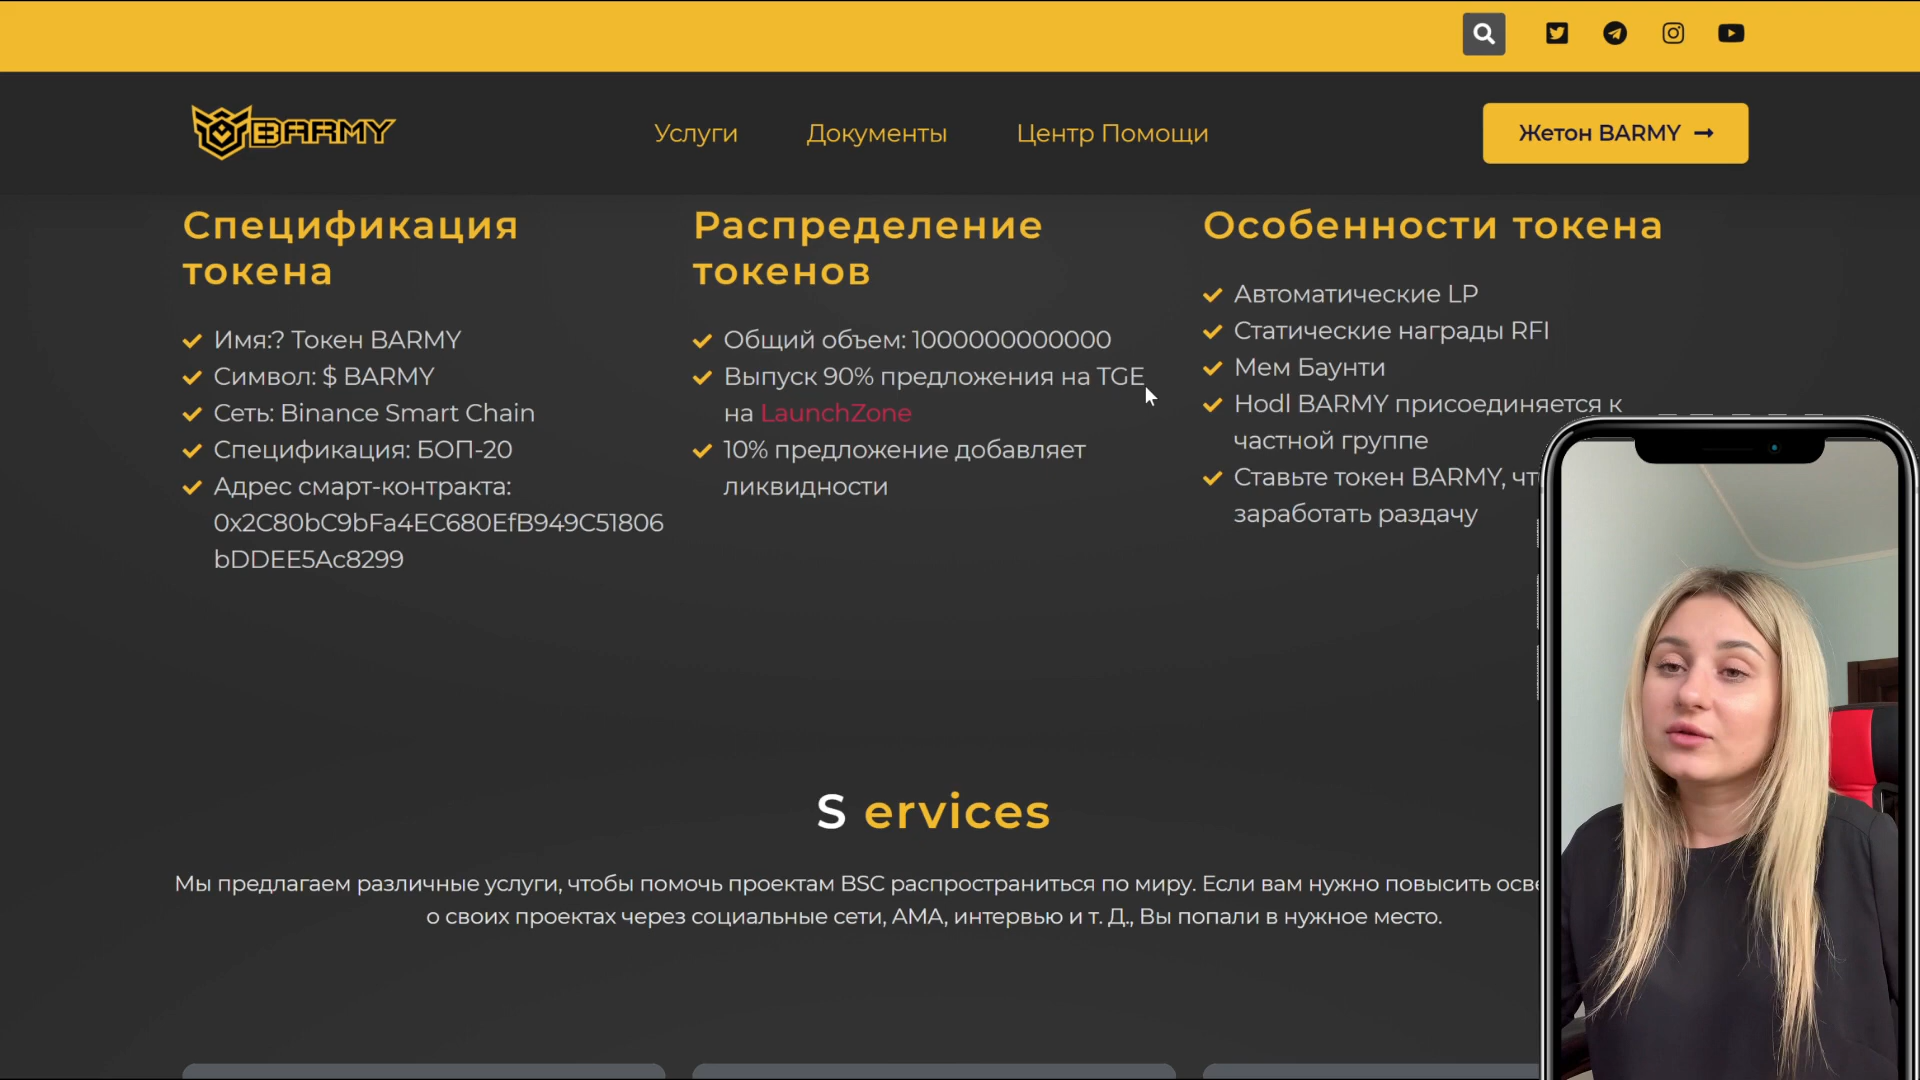 BARMY
Услуги
Документы
Центр Помощи
Жетон BARMY
Спецификация
токена
Имя:? Токен BARMY
Символ: $ BARMY
Сеть: Binance Smart Chain
Спецификация: БОП-20
Адрес смарт-контракта:
0x2C80bC9bFa4EC680EfB949C51806
bDDEE5Ac8299
Распределение
токенов
Общий объем: 1000000000000
Выпуск 90% предложения на TGE
на LaunchZone
10% предложение добавляет
ликвидности
Особенности токена
Автоматические LP
Статические награды RFI
Мем Баунти
Hodl BARMY присоединяется к
частной группе
Ставьте токен BARMY,
заработать раздачу
S ervices
Мы предлагаем различные услуги, чтобы помочь проектам BSC распространиться по миру. Если вам нужно повысить
о своих проектах через социальные сети, AMA, интервью и т. Д., Вы попали в нужное место.